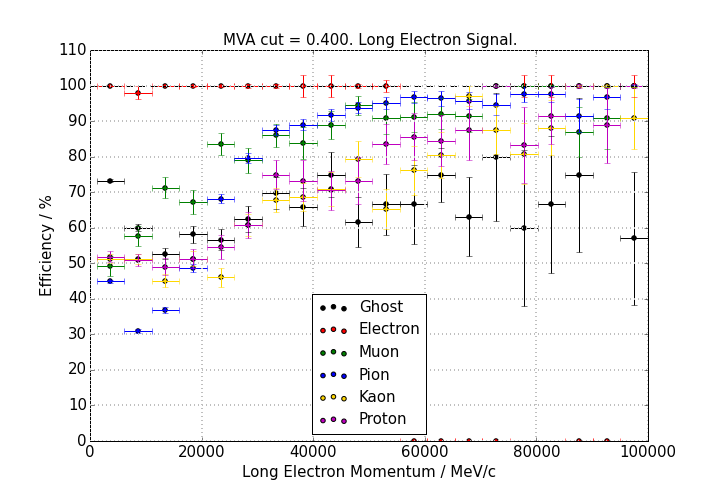 MVA cut = 0.400. Long Electron Signal.
110
100
90
80
70
60
50
40
30
20
10
0
Efficiency / %
Ghost
Electron
Muon
Pion
Kaon
Proton
0 20000 40000 60000 80000 100000
Long Electron Momentum / MeV/c